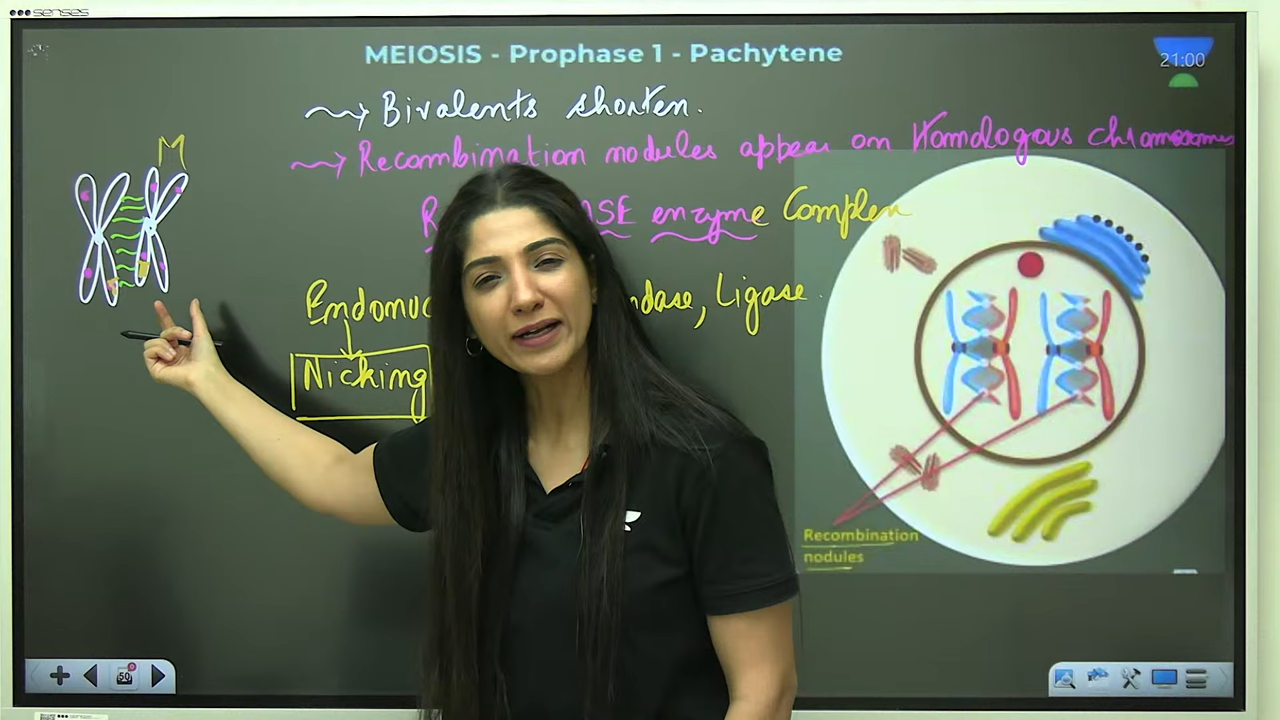 senses
MEIOSIS - Prophase 1 - Pachytene
21:00
Bivalents shorten.
M
Recombination nodules appear on Homologous chromosomes
enzyme Complex
Ligase
Nicking
Recombination
nodules
50